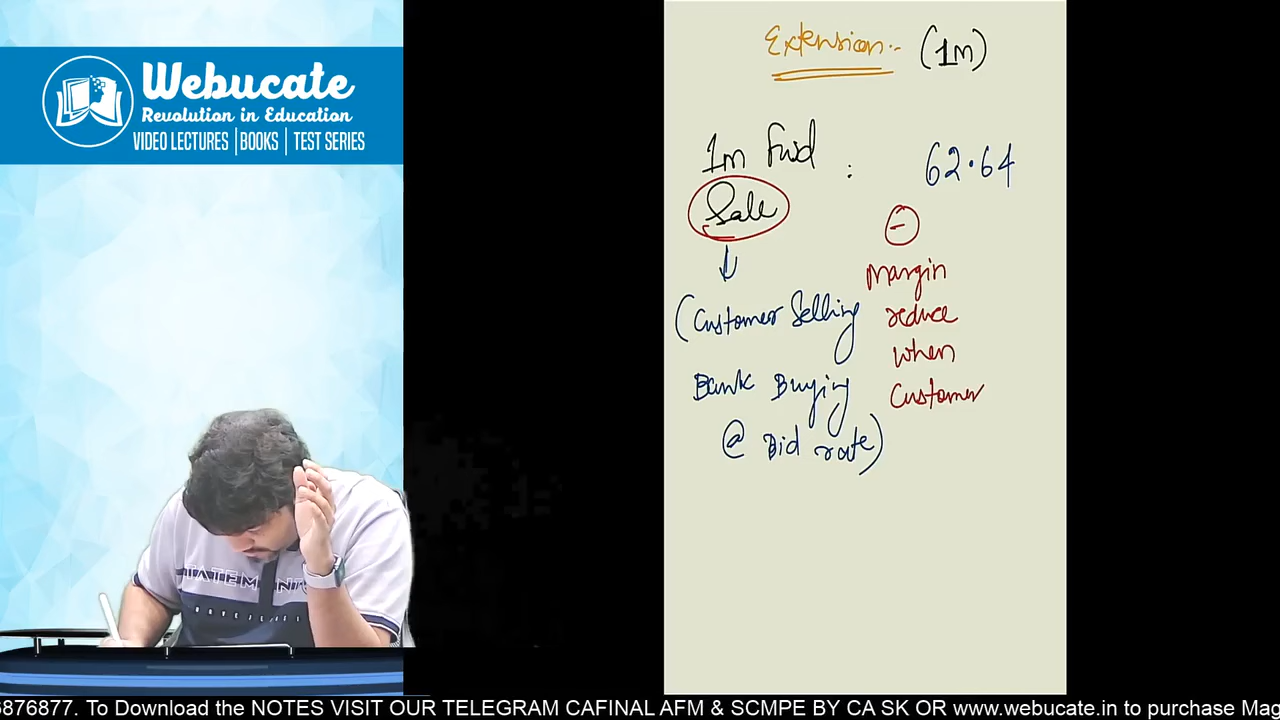 Webucate
Revolution in Education
VIDEO LECTURES | BOOKS | TEST SERIES
Extension:- (1m)
1m Fwd : 62.64
Sale
-
Margin
reduce
when
Customer
(Customer Selling
Bank Buying
@ Bid rate)
STATEMENT
6876877. To Download the NOTES VISIT OUR TELEGRAM CAFINAL AFM & SCMPE BY CA SK OR www.webucate.in to purchase Mag